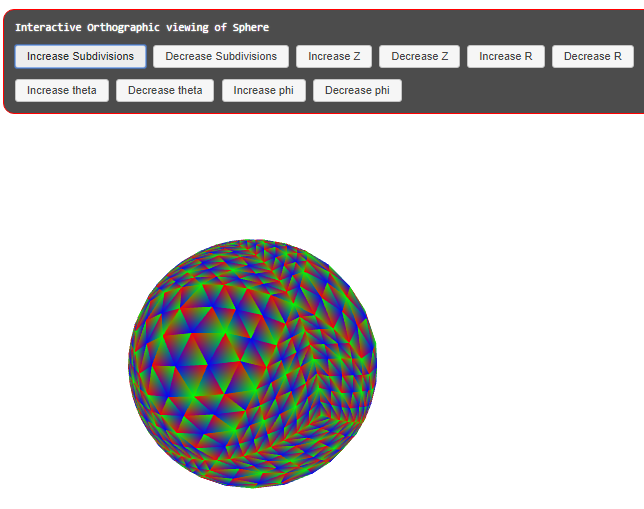 Interactive Orthographic viewing of Sphere
Increase Subdivisions Decrease Subdivisions Increase Z Decrease Z Increase R Decrease R
Increase theta Decrease theta Increase phi Decrease phi